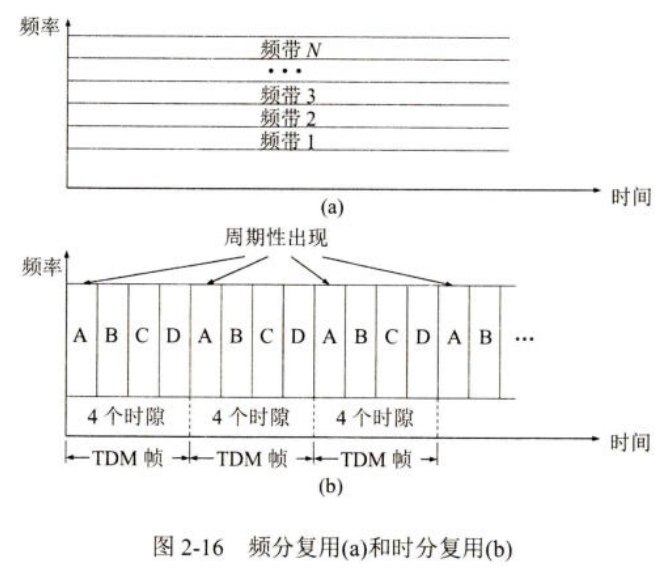 频率
频带 N
•••
频带 3
频带 2
频带 1
时间
(a)
周期性出现
频率
A B C D A B C D A B C D A B …
4 个时隙 4 个时隙 4 个时隙
时间
TDM 帧 TDM 帧 TDM 帧
(b)
图 2-16 频分复用(a)和时分复用(b)